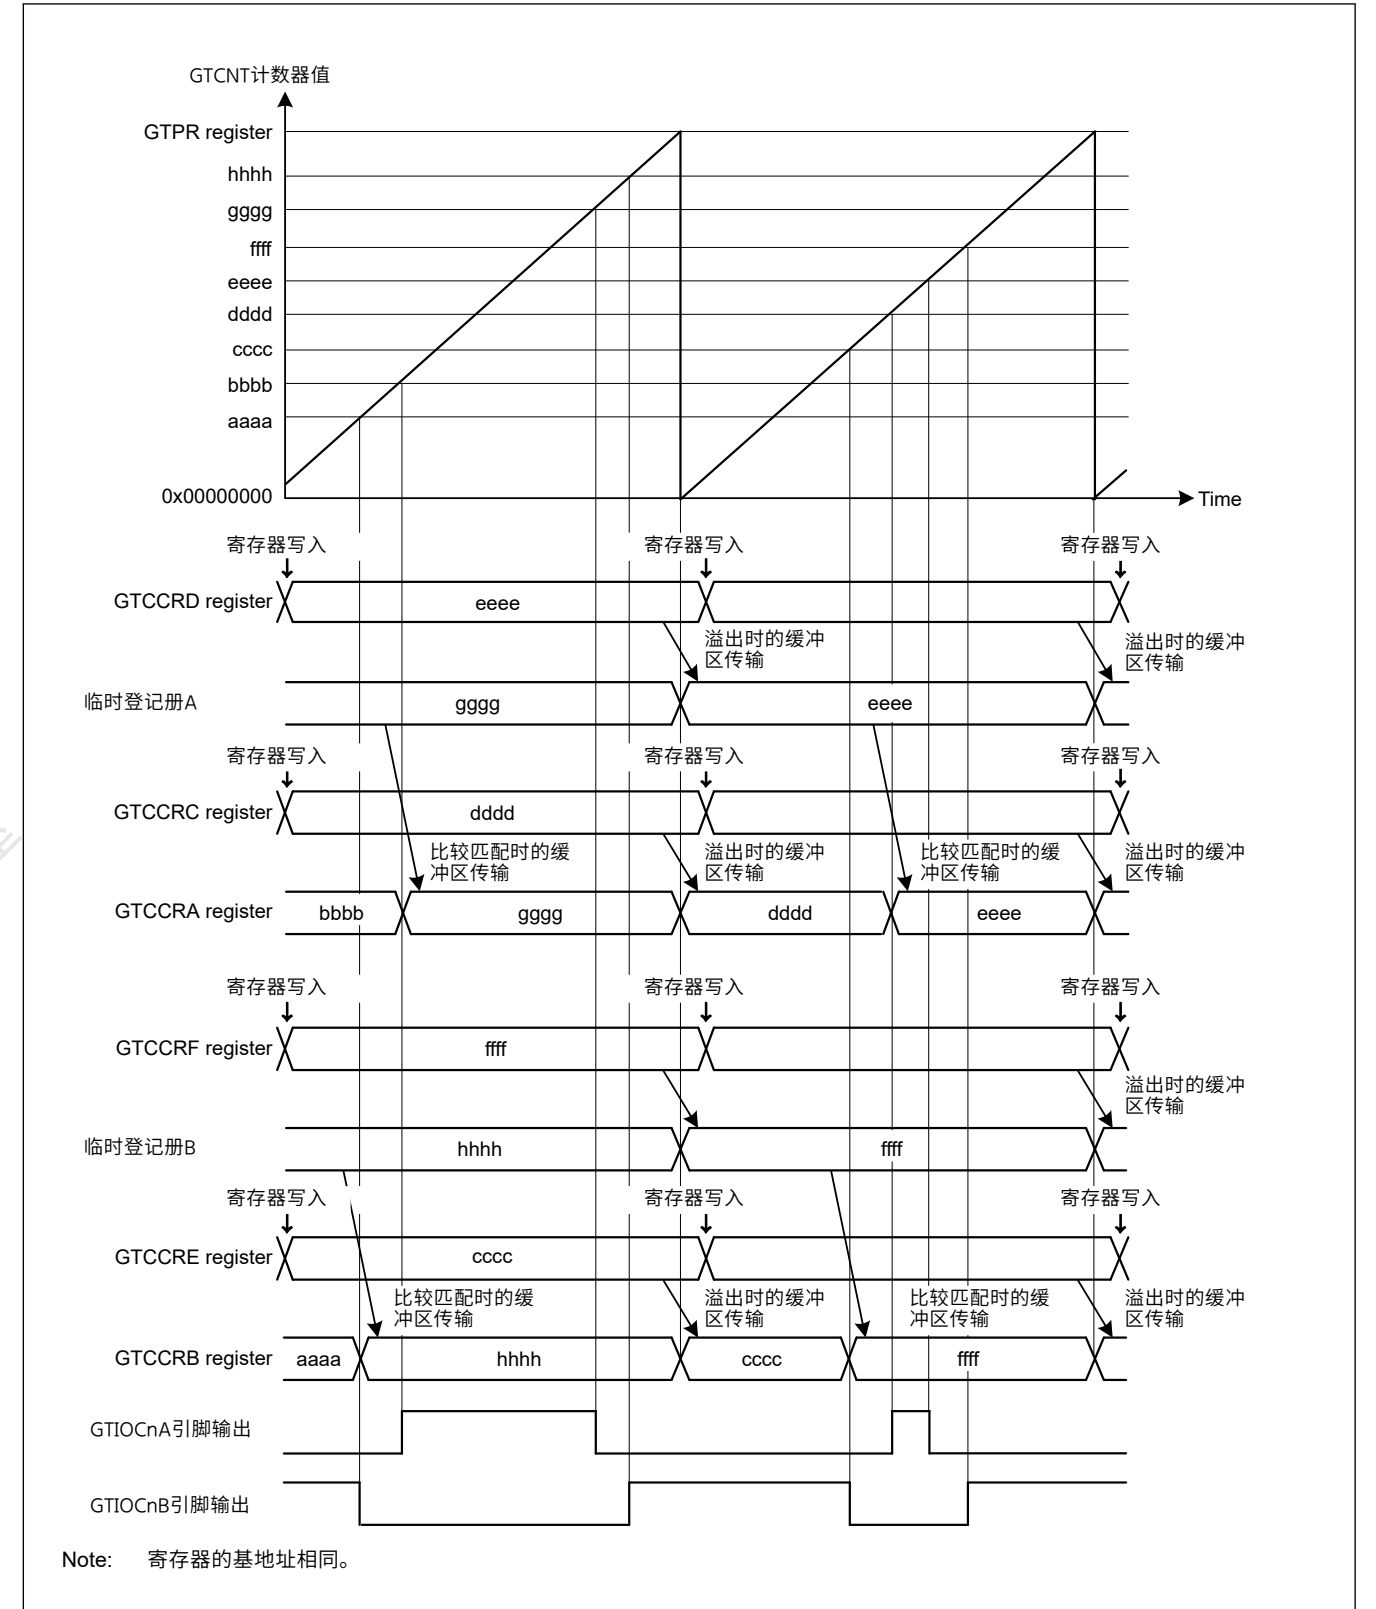 GTCNT计数器值
GTPR register
hhhh
gggg
ffff
eeee
dddd
cccc
bbbb
aaaa
0x00000000
Time
寄存器写入 寄存器写入 寄存器写入
GTCCRD register eeee
溢出时的缓冲 溢出时的缓冲
区传输 区传输
临时登记册A gggg eeee
寄存器写入 寄存器写入 寄存器写入
GTCCRC register dddd
比较匹配时的缓 溢出时的缓冲 比较匹配时的缓 溢出时的缓冲
冲区传输 区传输 冲区传输 区传输
GTCCRA register bbbb gggg dddd eeee
寄存器写入 寄存器写入 寄存器写入
GTCCRF register ffff
溢出时的缓冲
区传输
临时登记册B hhhh ffff
寄存器写入 寄存器写入 寄存器写入
GTCCRE register cccc
比较匹配时的缓 溢出时的缓冲 比较匹配时的缓 溢出时的缓冲
冲区传输 区传输 冲区传输 区传输
GTCCRB register aaaa hhhh cccc ffff
GTIOCnA引脚输出
GTIOCnB引脚输出
Note: 寄存器的基地址相同。